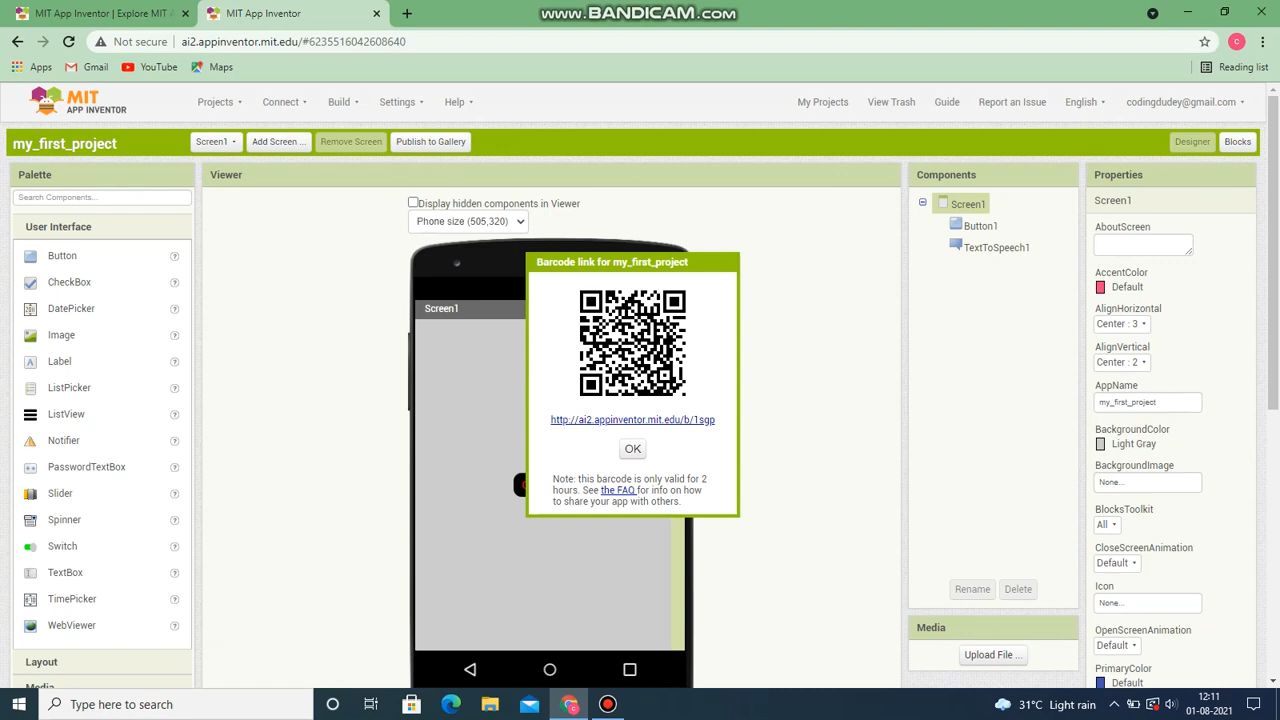 MIT App Inventor | Explore MIT A
MIT App Inventor
www.BANDICAM.com
Not secure | ai2.appinventor.mit.edu/#6235516042608640
Apps
Gmail
YouTube
Maps
Reading list
MIT
APP INVENTOR
Projects
Connect
Build
Settings
Help
My Projects
View Trash
Guide
Report an Issue
English
codingdudey@gmail.com
my_first_project
Screen1
Add Screen ...
Remove Screen
Publish to Gallery
Designer
Blocks
Palette
Search Components...
User Interface
Button
CheckBox
DatePicker
Image
Label
ListPicker
ListView
Notifier
PasswordTextBox
Slider
Spinner
Switch
TextBox
TimePicker
WebViewer
Layout
Media
Viewer
Display hidden components in Viewer
Phone size (505,320)
Screen1
Barcode link for my_first_project
http://ai2.appinventor.mit.edu/b/1sgp
OK
Note: this barcode is only valid for 2
hours. See the FAQ for info on how
to share your app with others.
Components
Screen1
Button1
TextToSpeech1
Rename
Delete
Media
Upload File ...
Properties
Screen1
AboutScreen
AccentColor
Default
AlignHorizontal
Center : 3
AlignVertical
Center : 2
AppName
my_first_project
BackgroundColor
Light Gray
BackgroundImage
None...
BlocksToolkit
All
CloseScreenAnimation
Default
Icon
None...
OpenScreenAnimation
Default
PrimaryColor
Default
Type here to search
31°C Light rain
12:11
01-08-2021